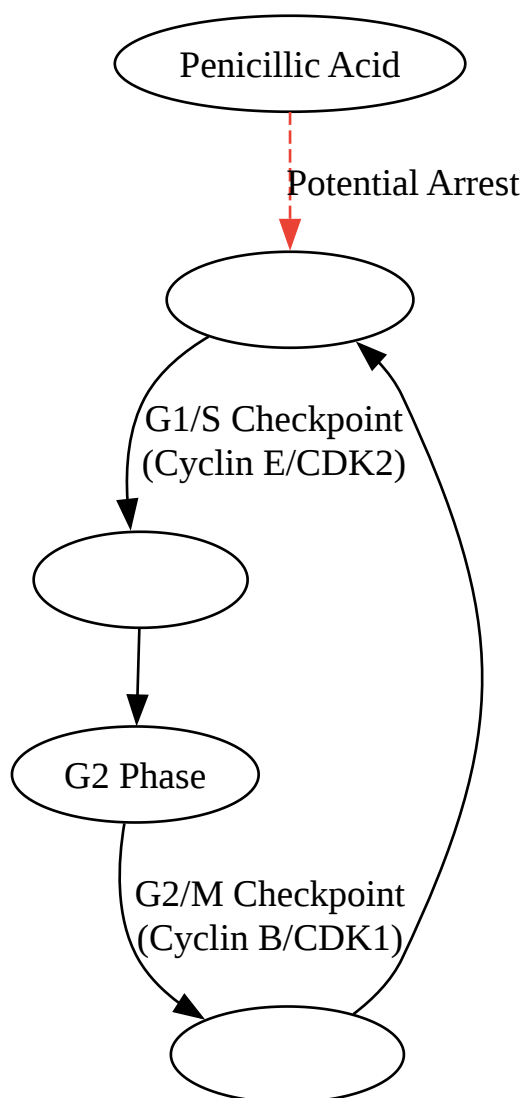 Penicillic Acid
Potential Arrest
G1/S Checkpoint
(Cyclin E/CDK2)
G2 Phase
G2/M Checkpoint
(Cyclin B/CDK1)